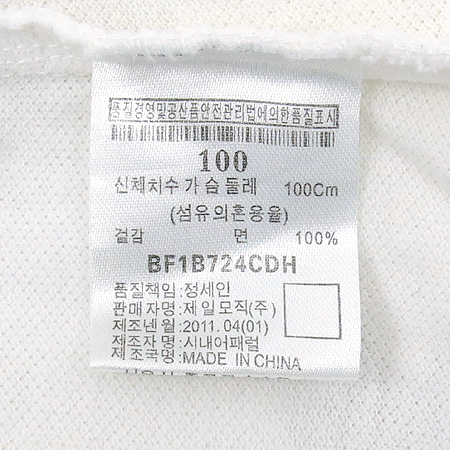 품질경영및공산품안전관리법에의한품질표시
100
신체치수 가슴둘레 100Cm
(섬유의혼용율)
겉감 면 100%
BF1B724CDH
품질책임:정세인
판매자명:제일모직(주)
제조년월:2011.04(01)
제조자명:시내어패럴
제조국명:MADE IN CHINA